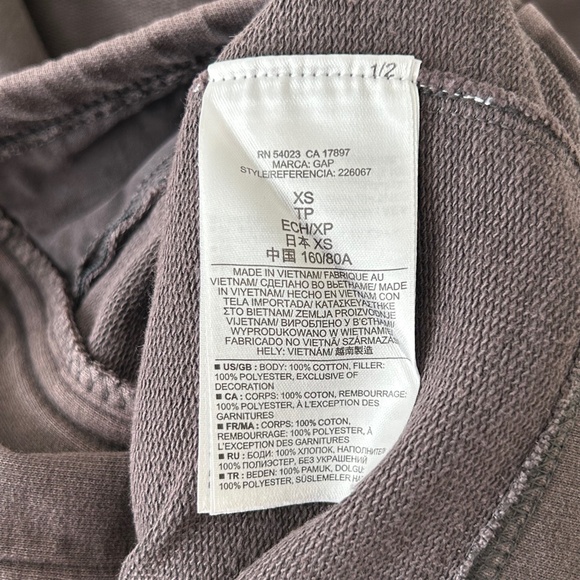 1/2
RN 54023 CA 17897
MARCA: GAP
STYLE/REFERENCIA: 226067
XS
TP
ECH/XP
日本 XS
中国 160/80A
MADE IN VIETNAM/ FABRIQUE AU
VIETNAM/ СДЕЛАНО ВО ВЬЕТНАМЕ/ MADE
IN VIYETNAM/ HECHO EN VIETNAM CON
TELA IMPORTADA/ ΚΑΤΑΣΚΕΥΑΣΤΗΚΕ
ΣΤΟ ΒΙΕΤΝΑΜ/ ZEMLJA PROIZVODNJE
VIJETNAM/ ВИРОБЛЕНО У В'ЄТНАМІ/
WYPRODUKOWANO W WIETNAMIE/
FABRICADO NO VIETNÃ/ SZÁRMAZÁSI
HELY: VIETNÁM/ 越南製造
■ US/GB : BODY: 100% COTTON, FILLER:
100% POLYESTER, EXCLUSIVE OF
DECORATION
■ CA : CORPS: 100% COTON, REMBOURRAGE:
100% POLYESTER, À L'EXCEPTION DES
GARNITURES
■ FR/MA : CORPS: 100% COTON,
REMBOURRAGE: 100% POLYESTER,
À L'EXCEPTION DES GARNITURES
■ RU : БОДИ: 100% ХЛОПОК, НАПОЛНИТЕ
100% ПОЛИЭСТЕР, БЕЗ УКРАШЕНИЙ
■ TR : BEDEN: 100% PAMUK, DOLGU
100% POLYESTER, SÜSLEMELER HA